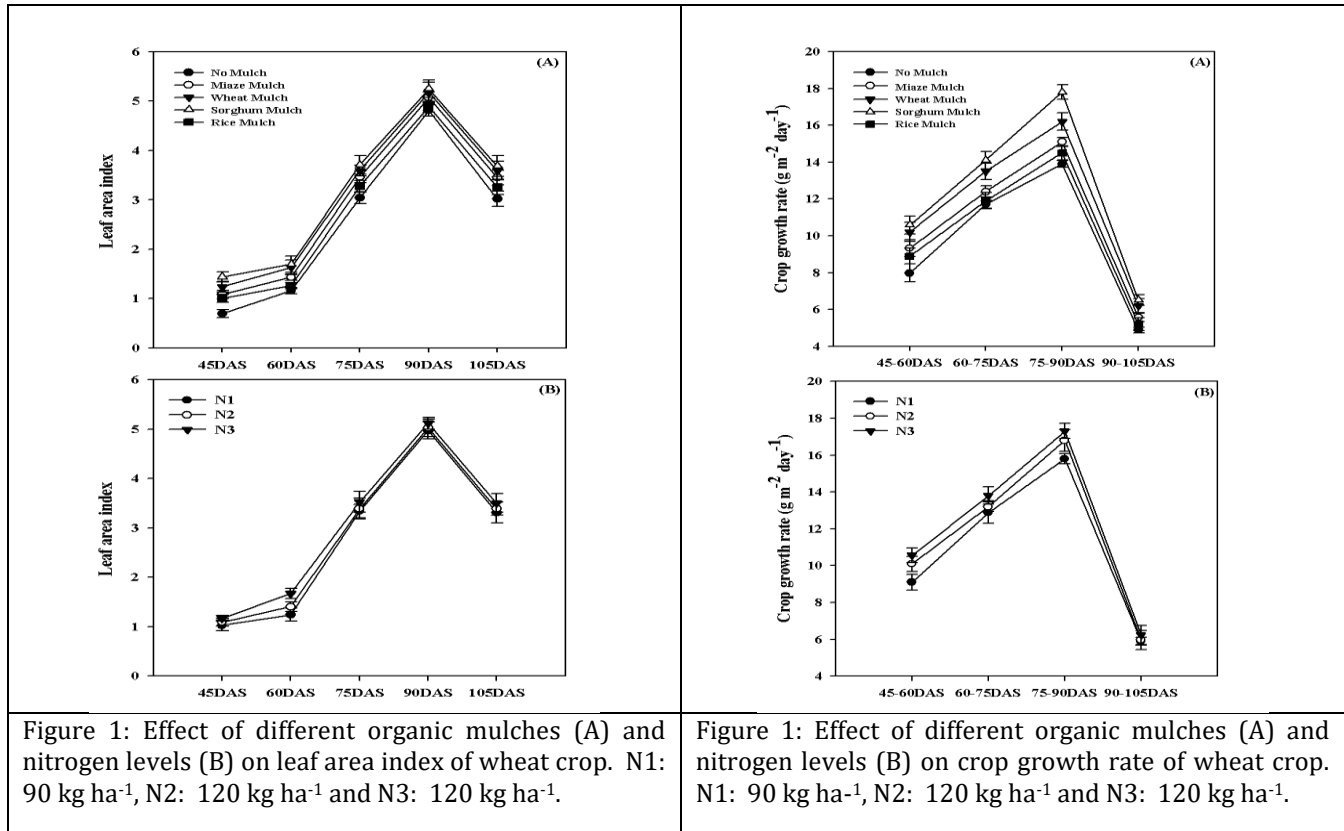 6
(A)
No Mulch
5
Miaze Mulch
Wheat Mulch
Sorghum Mulch
4
Rice Mulch
Leaf area index
3
2
1
0
45DAS 60DAS 75DAS 90DAS 105DAS
6
(B)
N1
5
N2
N3
4
Leaf area index
3
2
1
0
45DAS 60DAS 75DAS 90DAS 105DAS
Figure 1: Effect of different organic mulches (A) and
nitrogen levels (B) on leaf area index of wheat crop. N1:
90 kg ha⁻¹, N2: 120 kg ha⁻¹ and N3: 120 kg ha⁻¹.
20
(A)
18
No Mulch
Miaze Mulch
16
Wheat Mulch
Sorghum Mulch
14
Rice Mulch
Crop growth rate (g m⁻² day⁻¹)
12
10
8
6
4
45-60DAS 60-75DAS 75-90DAS 90-105DAS
20
(B)
18
N1
N2
16
N3
14
Crop growth rate (g m⁻² day⁻¹)
12
10
8
6
4
45-60DAS 60-75DAS 75-90DAS 90-105DAS
Figure 1: Effect of different organic mulches (A) and
nitrogen levels (B) on crop growth rate of wheat crop.
N1: 90 kg ha-¹, N2: 120 kg ha⁻¹ and N3: 120 kg ha⁻¹.